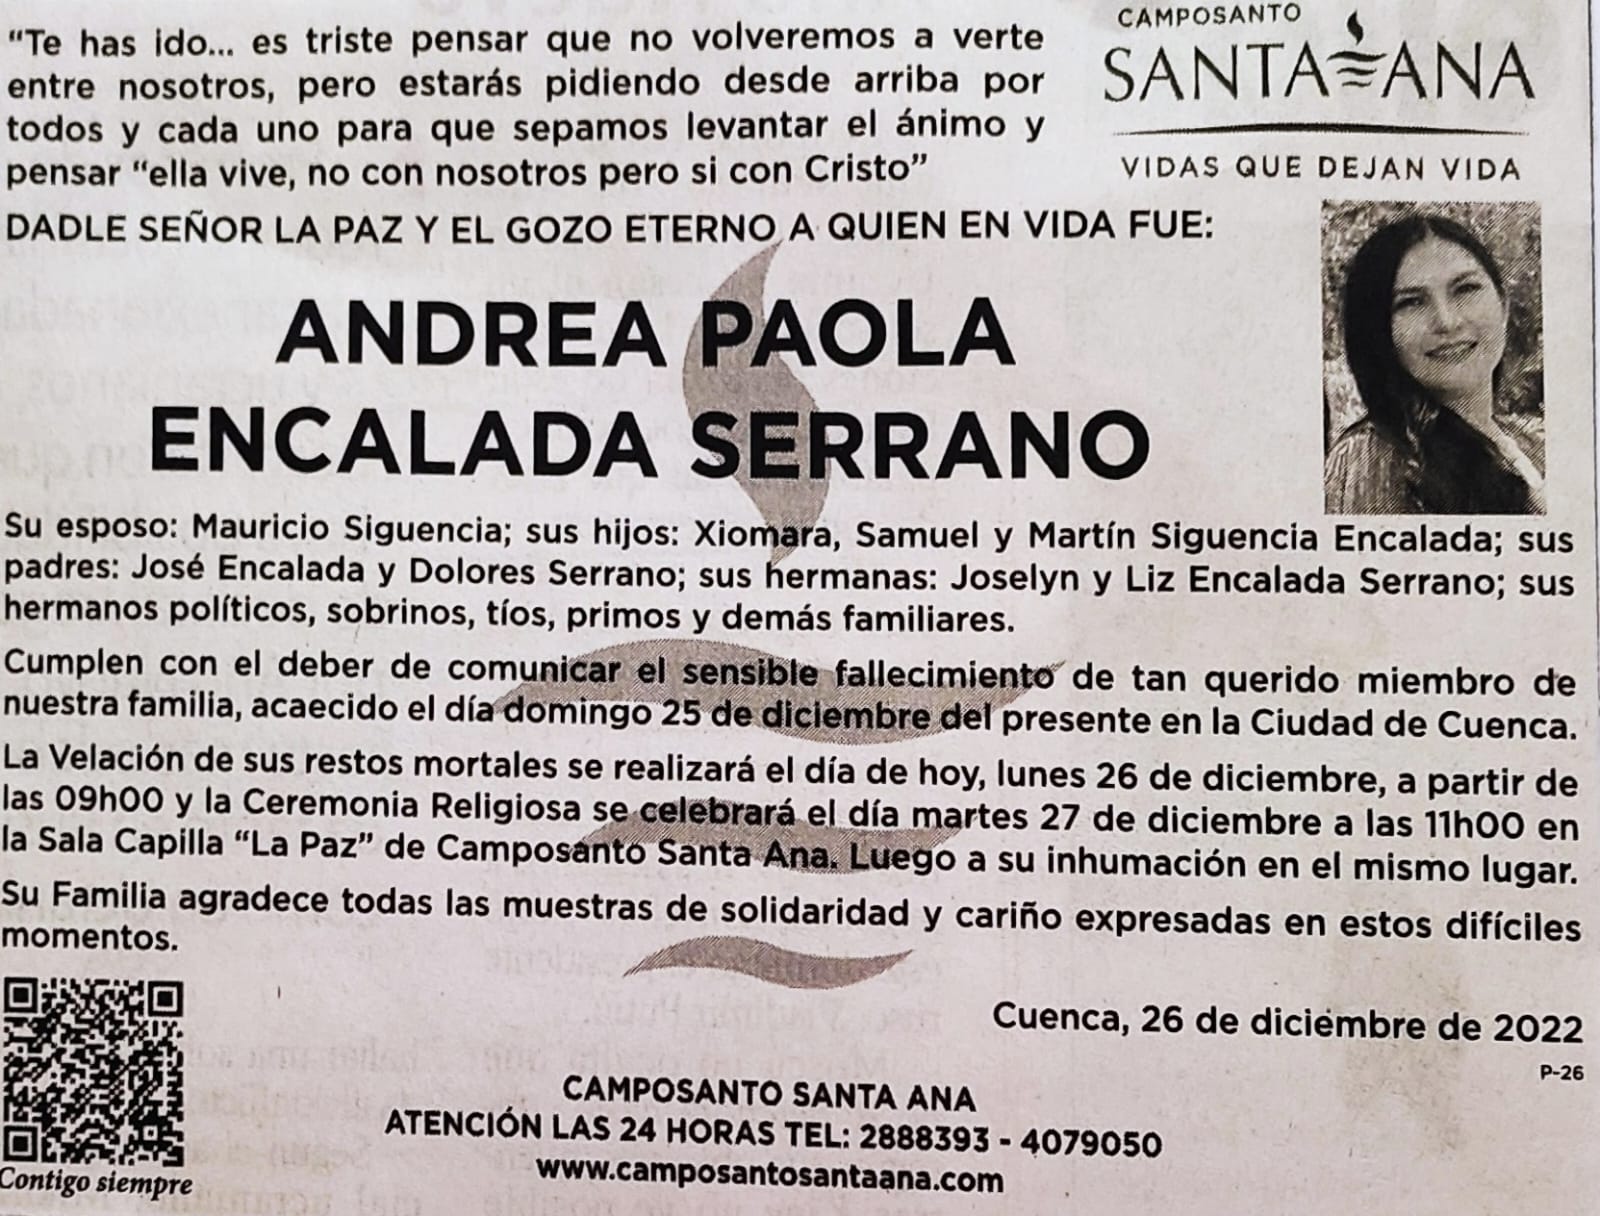 CAMPOSANTO
SANTA ANA
VIDAS QUE DEJAN VIDA
“Te has ido... es triste pensar que no volveremos a verte
entre nosotros, pero estarás pidiendo desde arriba por
todos y cada uno para que sepamos levantar el ánimo y
pensar “ella vive, no con nosotros pero si con Cristo”
DADLE SEÑOR LA PAZ Y EL GOZO ETERNO A QUIEN EN VIDA FUE:
ANDREA PAOLA
ENCALADA SERRANO
Su esposo: Mauricio Siguencia; sus hijos: Xiomara, Samuel y Martín Siguencia Encalada; sus
padres: José Encalada y Dolores Serrano; sus hermanas: Joselyn y Liz Encalada Serrano; sus
hermanos políticos, sobrinos, tíos, primos y demás familiares.
Cumplen con el deber de comunicar el sensible fallecimiento de tan querido miembro de
nuestra familia, acaecido el día domingo 25 de diciembre del presente en la Ciudad de Cuenca.
La Velación de sus restos mortales se realizará el día de hoy, lunes 26 de diciembre, a partir de
las 09h00 y la Ceremonia Religiosa se celebrará el día martes 27 de diciembre a las 11h00 en
la Sala Capilla “La Paz” de Camposanto Santa Ana. Luego a su inhumación en el mismo lugar.
Su Familia agradece todas las muestras de solidaridad y cariño expresadas en estos difíciles
momentos.
Cuenca, 26 de diciembre de 2022
P-26
CAMPOSANTO SANTA ANA
ATENCIÓN LAS 24 HORAS TEL: 2888393 - 4079050
www.camposantosantaana.com
Contigo siempre